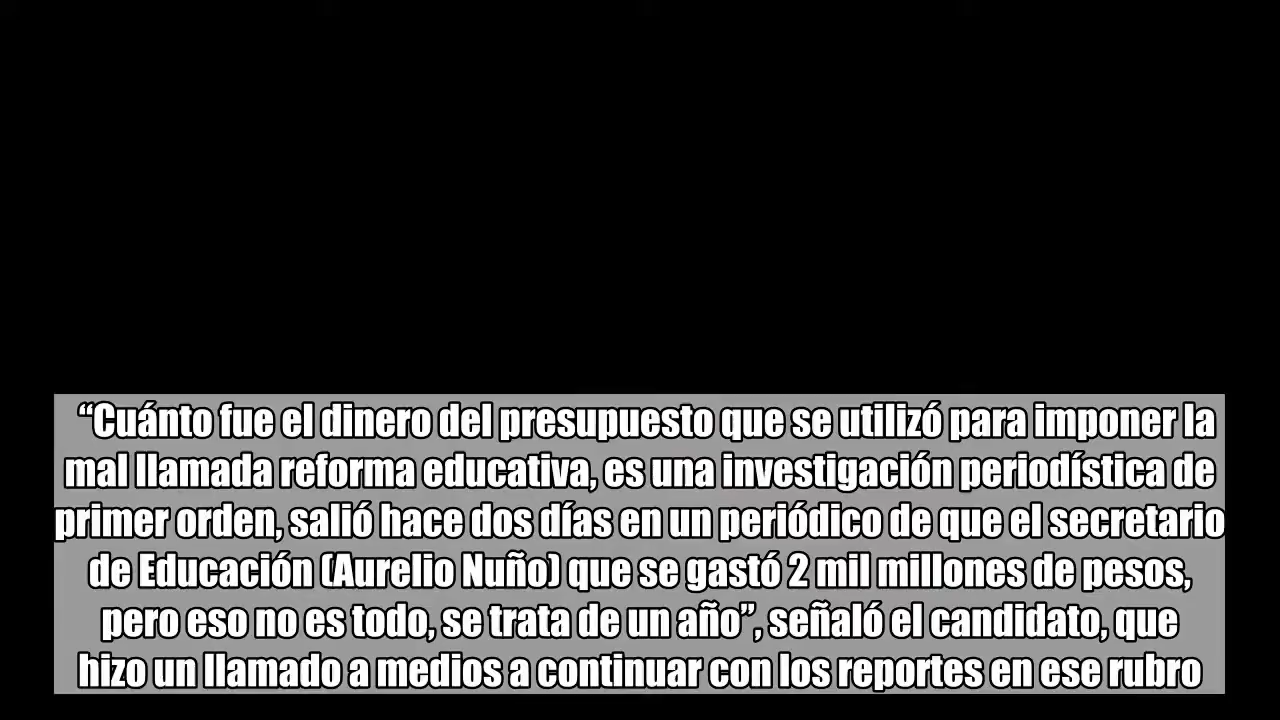 “Cuánto fue el dinero del presupuesto que se utilizó para imponer la
mal llamada reforma educativa, es una investigación periodística de
primer orden, salió hace dos días en un periódico de que el secretario
de Educación (Aurelio Nuño) que se gastó 2 mil millones de pesos,
pero eso no es todo, se trata de un año”, señaló el candidato, que
hizo un llamado a medios a continuar con los reportes en ese rubro